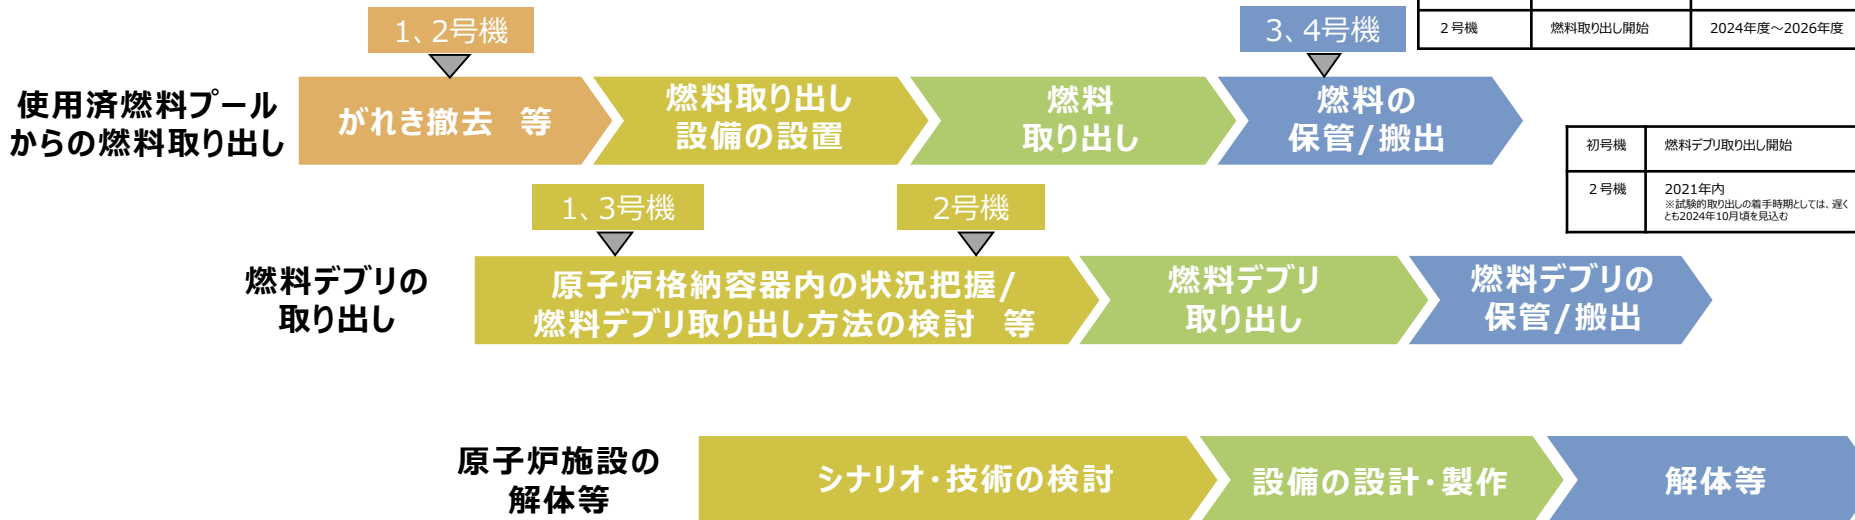 1、2号機
3、4号機
2号機
燃料取り出し開始
2024年度～2026年度
使用済燃料プール
からの燃料取り出し
がれき撤去　等
燃料取り出し
設備の設置
燃料
取り出し
燃料の
保管/搬出
初号機
燃料デブリ取り出し開始
2号機
2021年内
※試験的取り出しの着手時期としては、遅く
とも2024年10月頃を見込む
1、3号機
2号機
燃料デブリの
取り出し
原子炉格納容器内の状況把握/
燃料デブリ取り出し方法の検討　等
燃料デブリ
取り出し
燃料デブリの
保管/搬出
原子炉施設の
解体等
シナリオ・技術の検討
設備の設計・製作
解体等